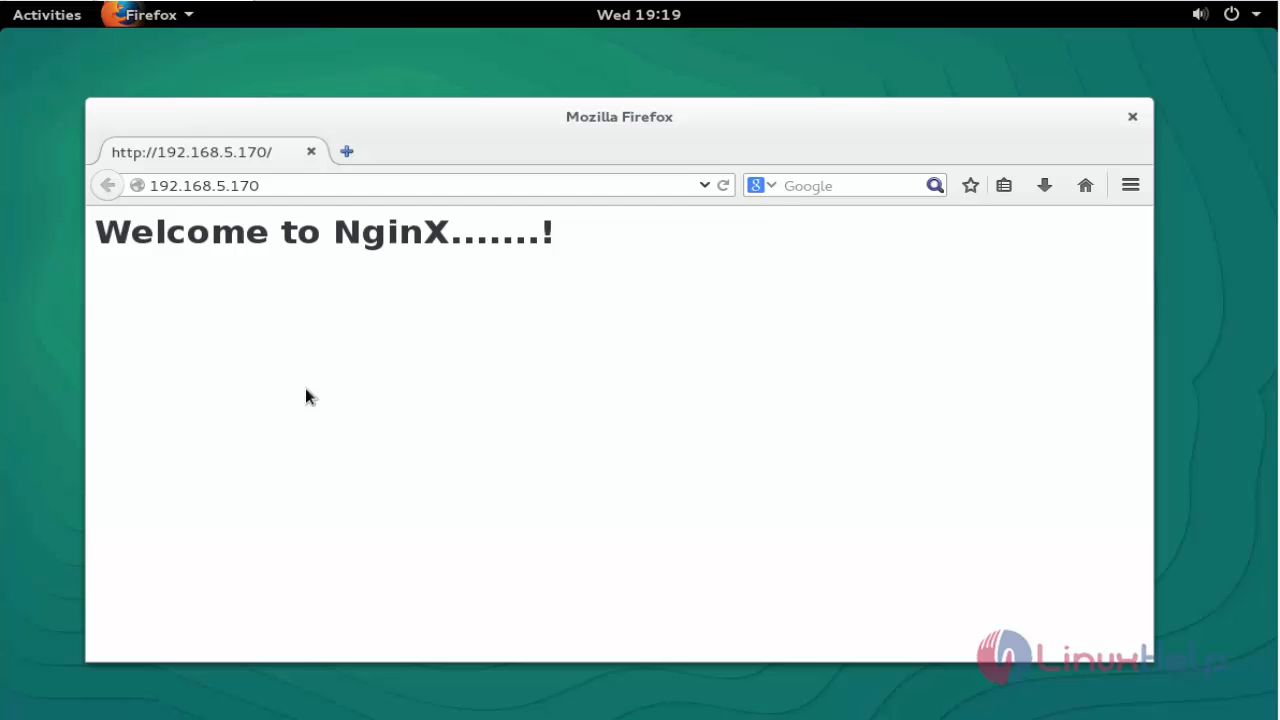 Activities
Firefox
Wed 19:19
Mozilla Firefox
http://192.168.5.170/
192.168.5.170
Google
Welcome to NginX.......!
LinuxHelp